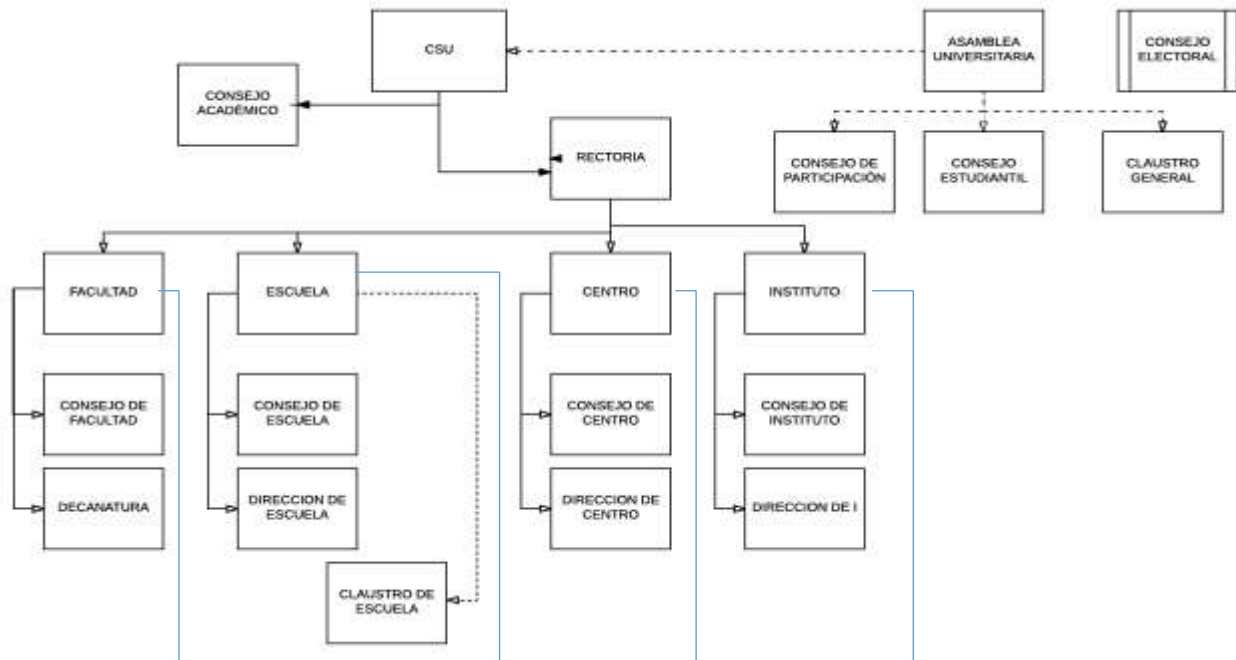 CSU
ASAMBLEA
UNIVERSITARIA
CONSEJO
ELECTORAL
CONSEJO
ACADÉMICO
RECTORIA
CONSEJO DE
PARTICIPACIÓN
CONSEJO
ESTUDIANTIL
CLAUSTRO
GENERAL
FACULTAD
ESCUELA
CENTRO
INSTITUTO
CONSEJO DE
FACULTAD
CONSEJO DE
ESCUELA
CONSEJO DE
CENTRO
CONSEJO DE
INSTITUTO
DECANATURA
DIRECCION DE
ESCUELA
DIRECCION DE
CENTRO
DIRECCION DE I
CLAUSTRO DE
ESCUELA